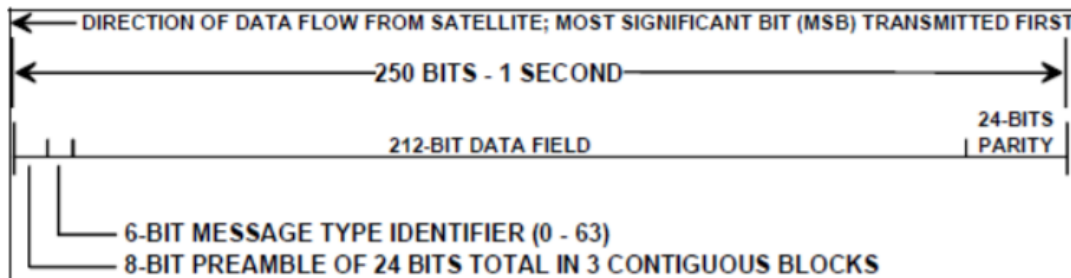 DIRECTION OF DATA FLOW FROM SATELLITE; MOST SIGNIFICANT BIT (MSB) TRANSMITTED FIRST
250 BITS - 1 SECOND
24-BITS
212-BIT DATA FIELD PARITY
6-BIT MESSAGE TYPE IDENTIFIER (0 - 63)
8-BIT PREAMBLE OF 24 BITS TOTAL IN 3 CONTIGUOUS BLOCKS